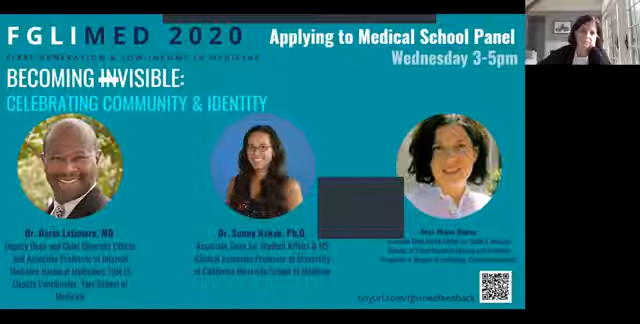 FGLIMED 2020
FIRST GENERATION & LOW-INCOME IN MEDICINE
Applying to Medical School Panel
Wednesday 3-5pm
BECOMING INVISIBLE:
CELEBRATING COMMUNITY & IDENTITY
Dr. Darin Latimore, MD
Deputy Dean and Chief Diversity Officer
and Associate Professor of Internal
Medicine (General Medicine); Title IX
Deputy Coordinator, Yale School of
Medicine
Dr. Sunny Nakae, Ph.D.
Associate Dean for Student Affairs &
Clinical Associate Professor at University
of California Riverside School of Medicine
tinyurl.com/fglimedfeedback